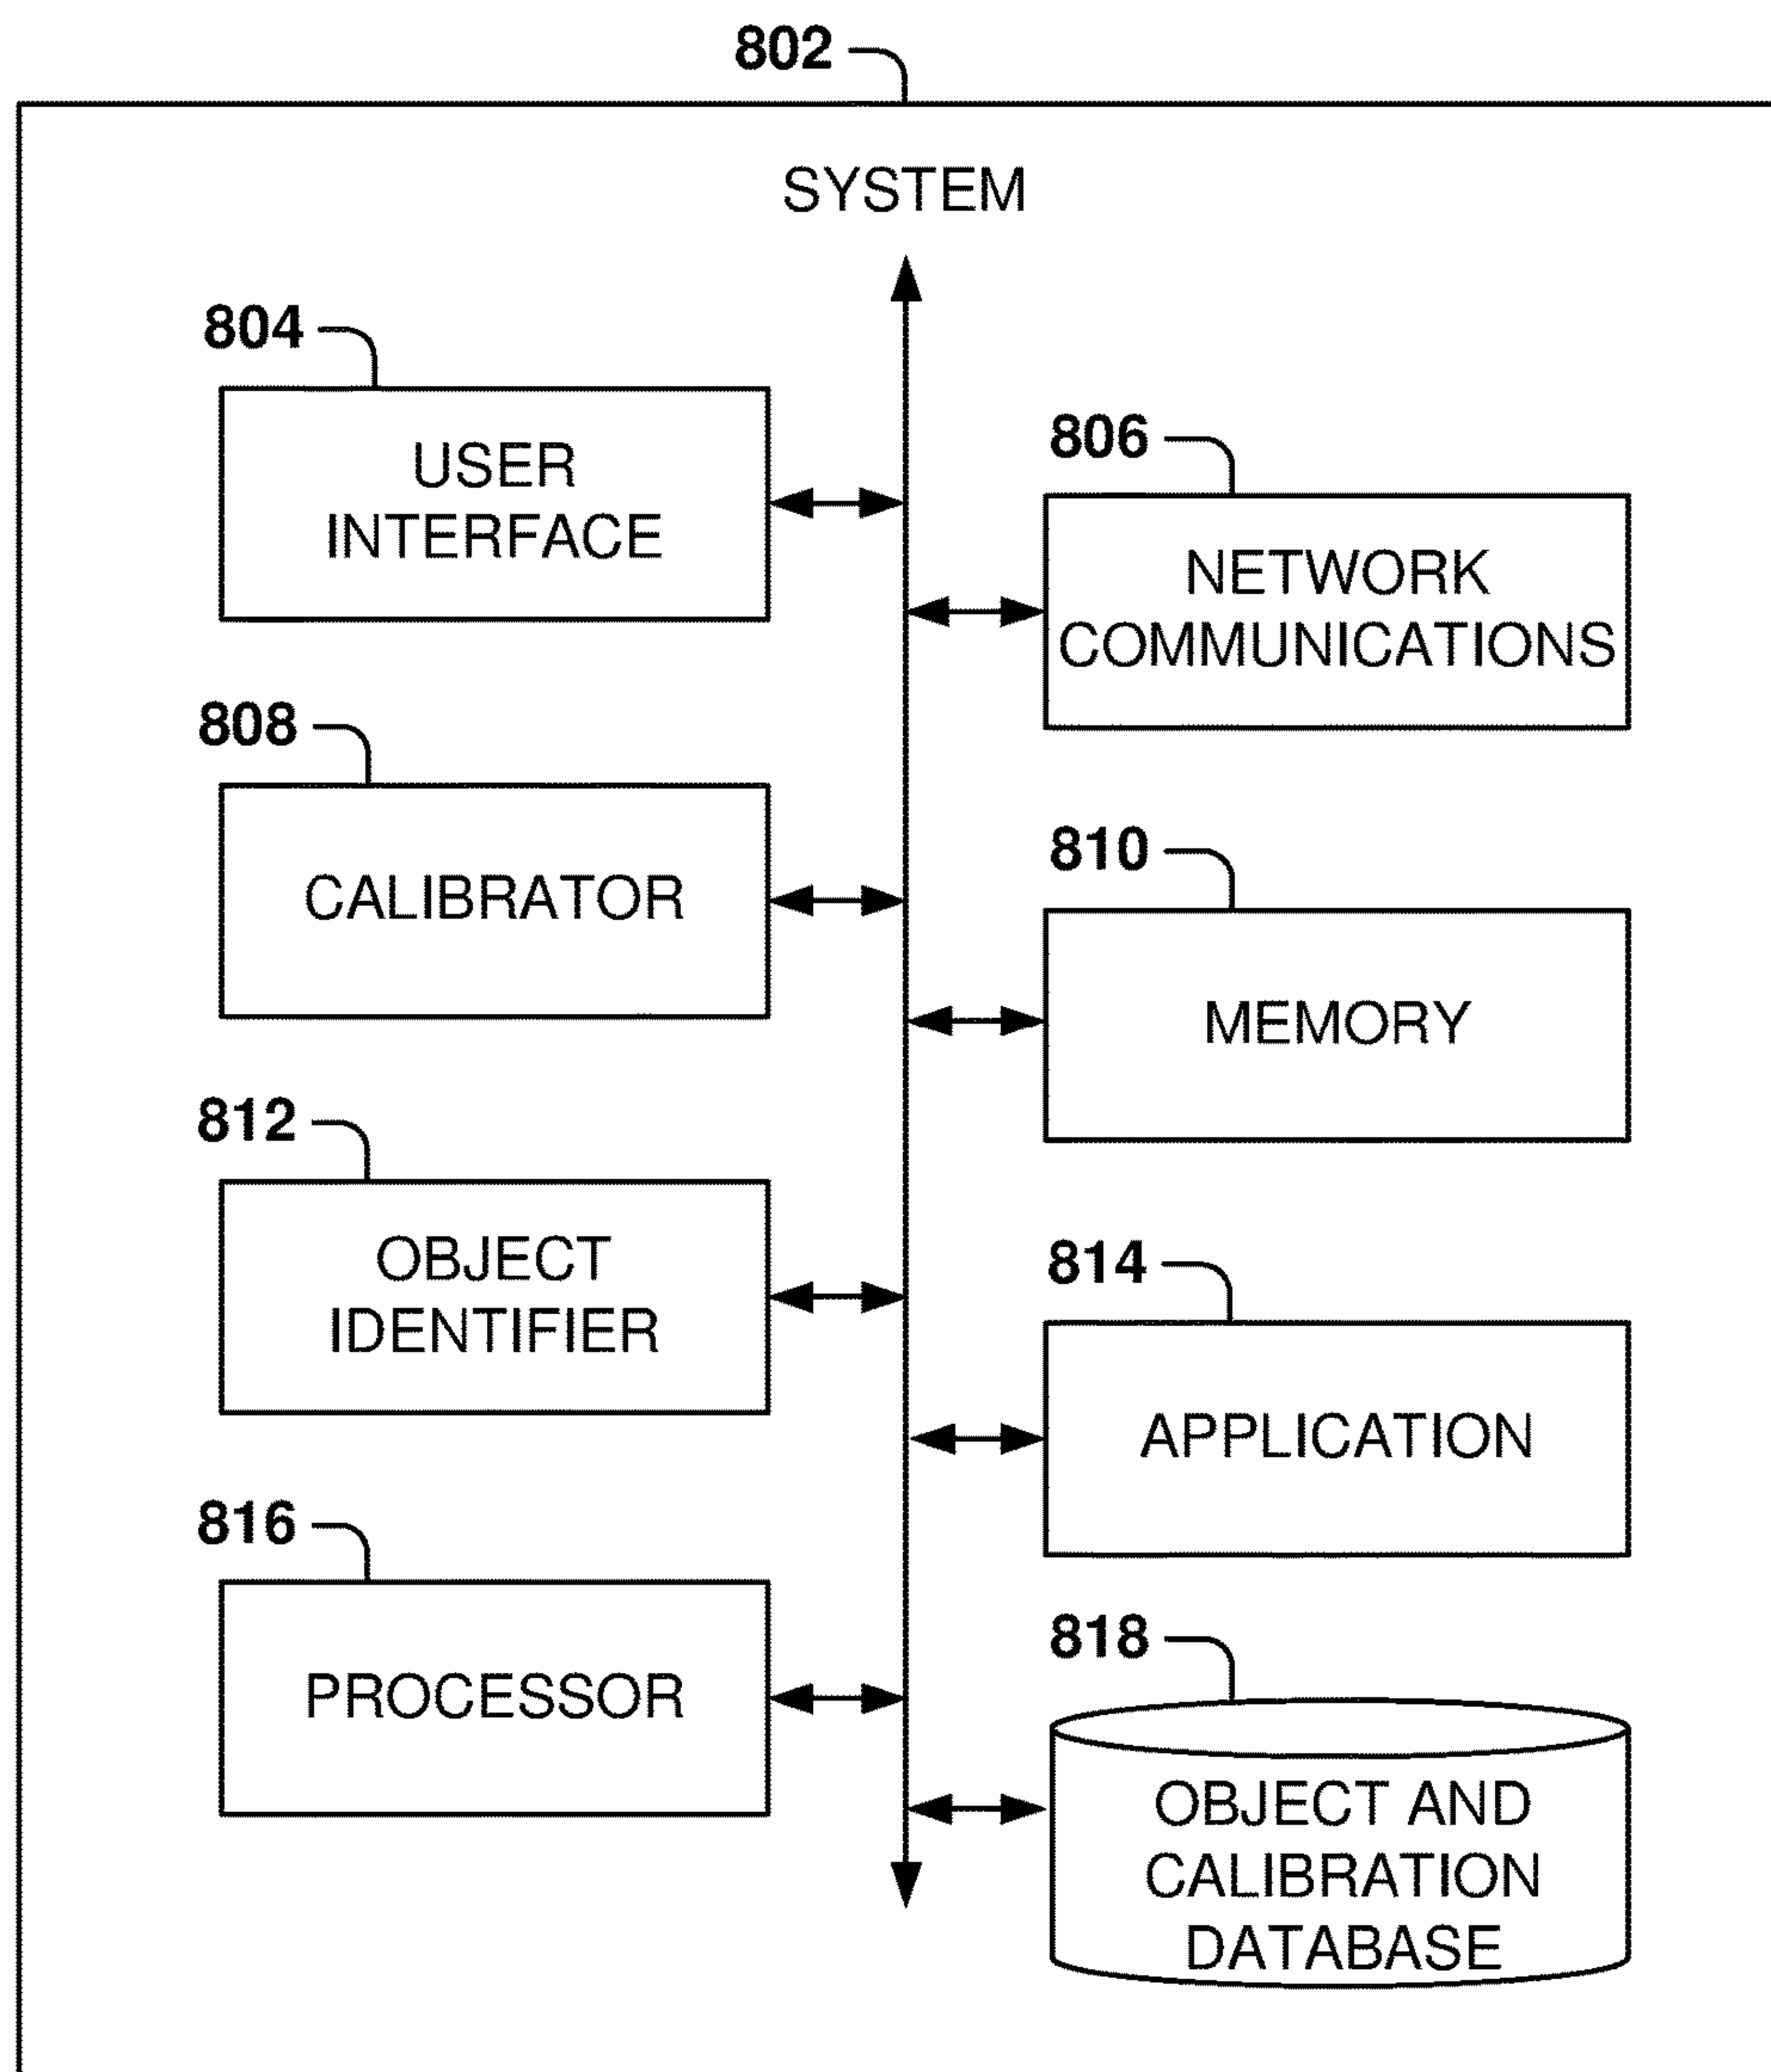 802
SYSTEM
804
USER
INTERFACE
806
NETWORK
COMMUNICATIONS
808
CALIBRATOR
810
MEMORY
812
OBJECT
IDENTIFIER
814
APPLICATION
816
PROCESSOR
818
OBJECT AND
CALIBRATION
DATABASE